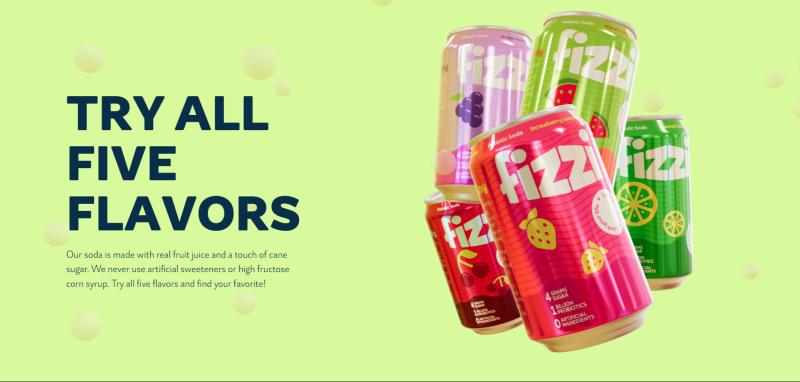 TRY ALL
FIVE
FLAVORS
Our soda is made with real fruit juice and a touch of cane
sugar. We never use artificial sweeteners or high fructose
corn syrup. Try all five flavors and find your favorite!
fizzi
fizzi
Probiotic Soda
fizzi
Strawberry
fizzi
4 GRAMS
SUGAR
1 BILLION
PROBIOTICS
0 ARTIFICIAL
INGREDIENTS
fizzi